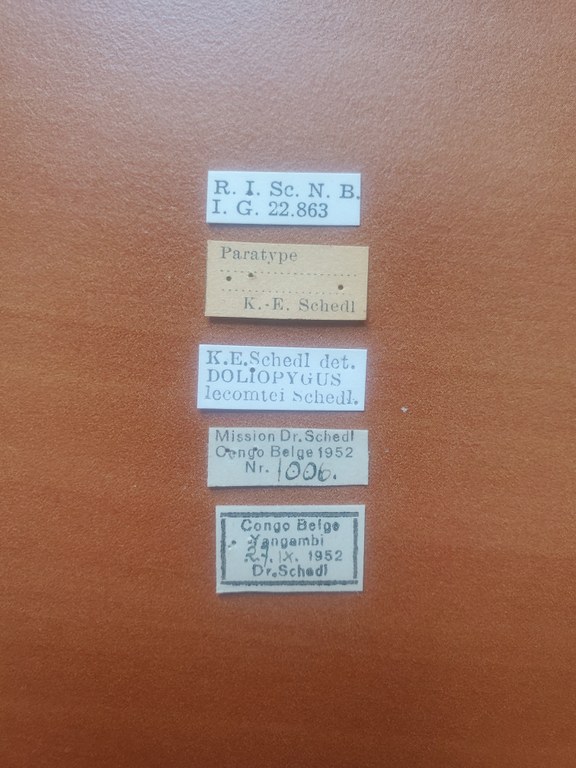 R. I. Sc. N. B.
I. G. 22.863
Paratype
K.-E. Schedl
K.E.Schedl det.
DOLIOPYGUS
lecomtei Schedl.
Mission Dr.Schedl
Congo Belge 1952
Nr. 1006.
Congo Belge
Yangambi
IX. 1952
Dr.Schedl